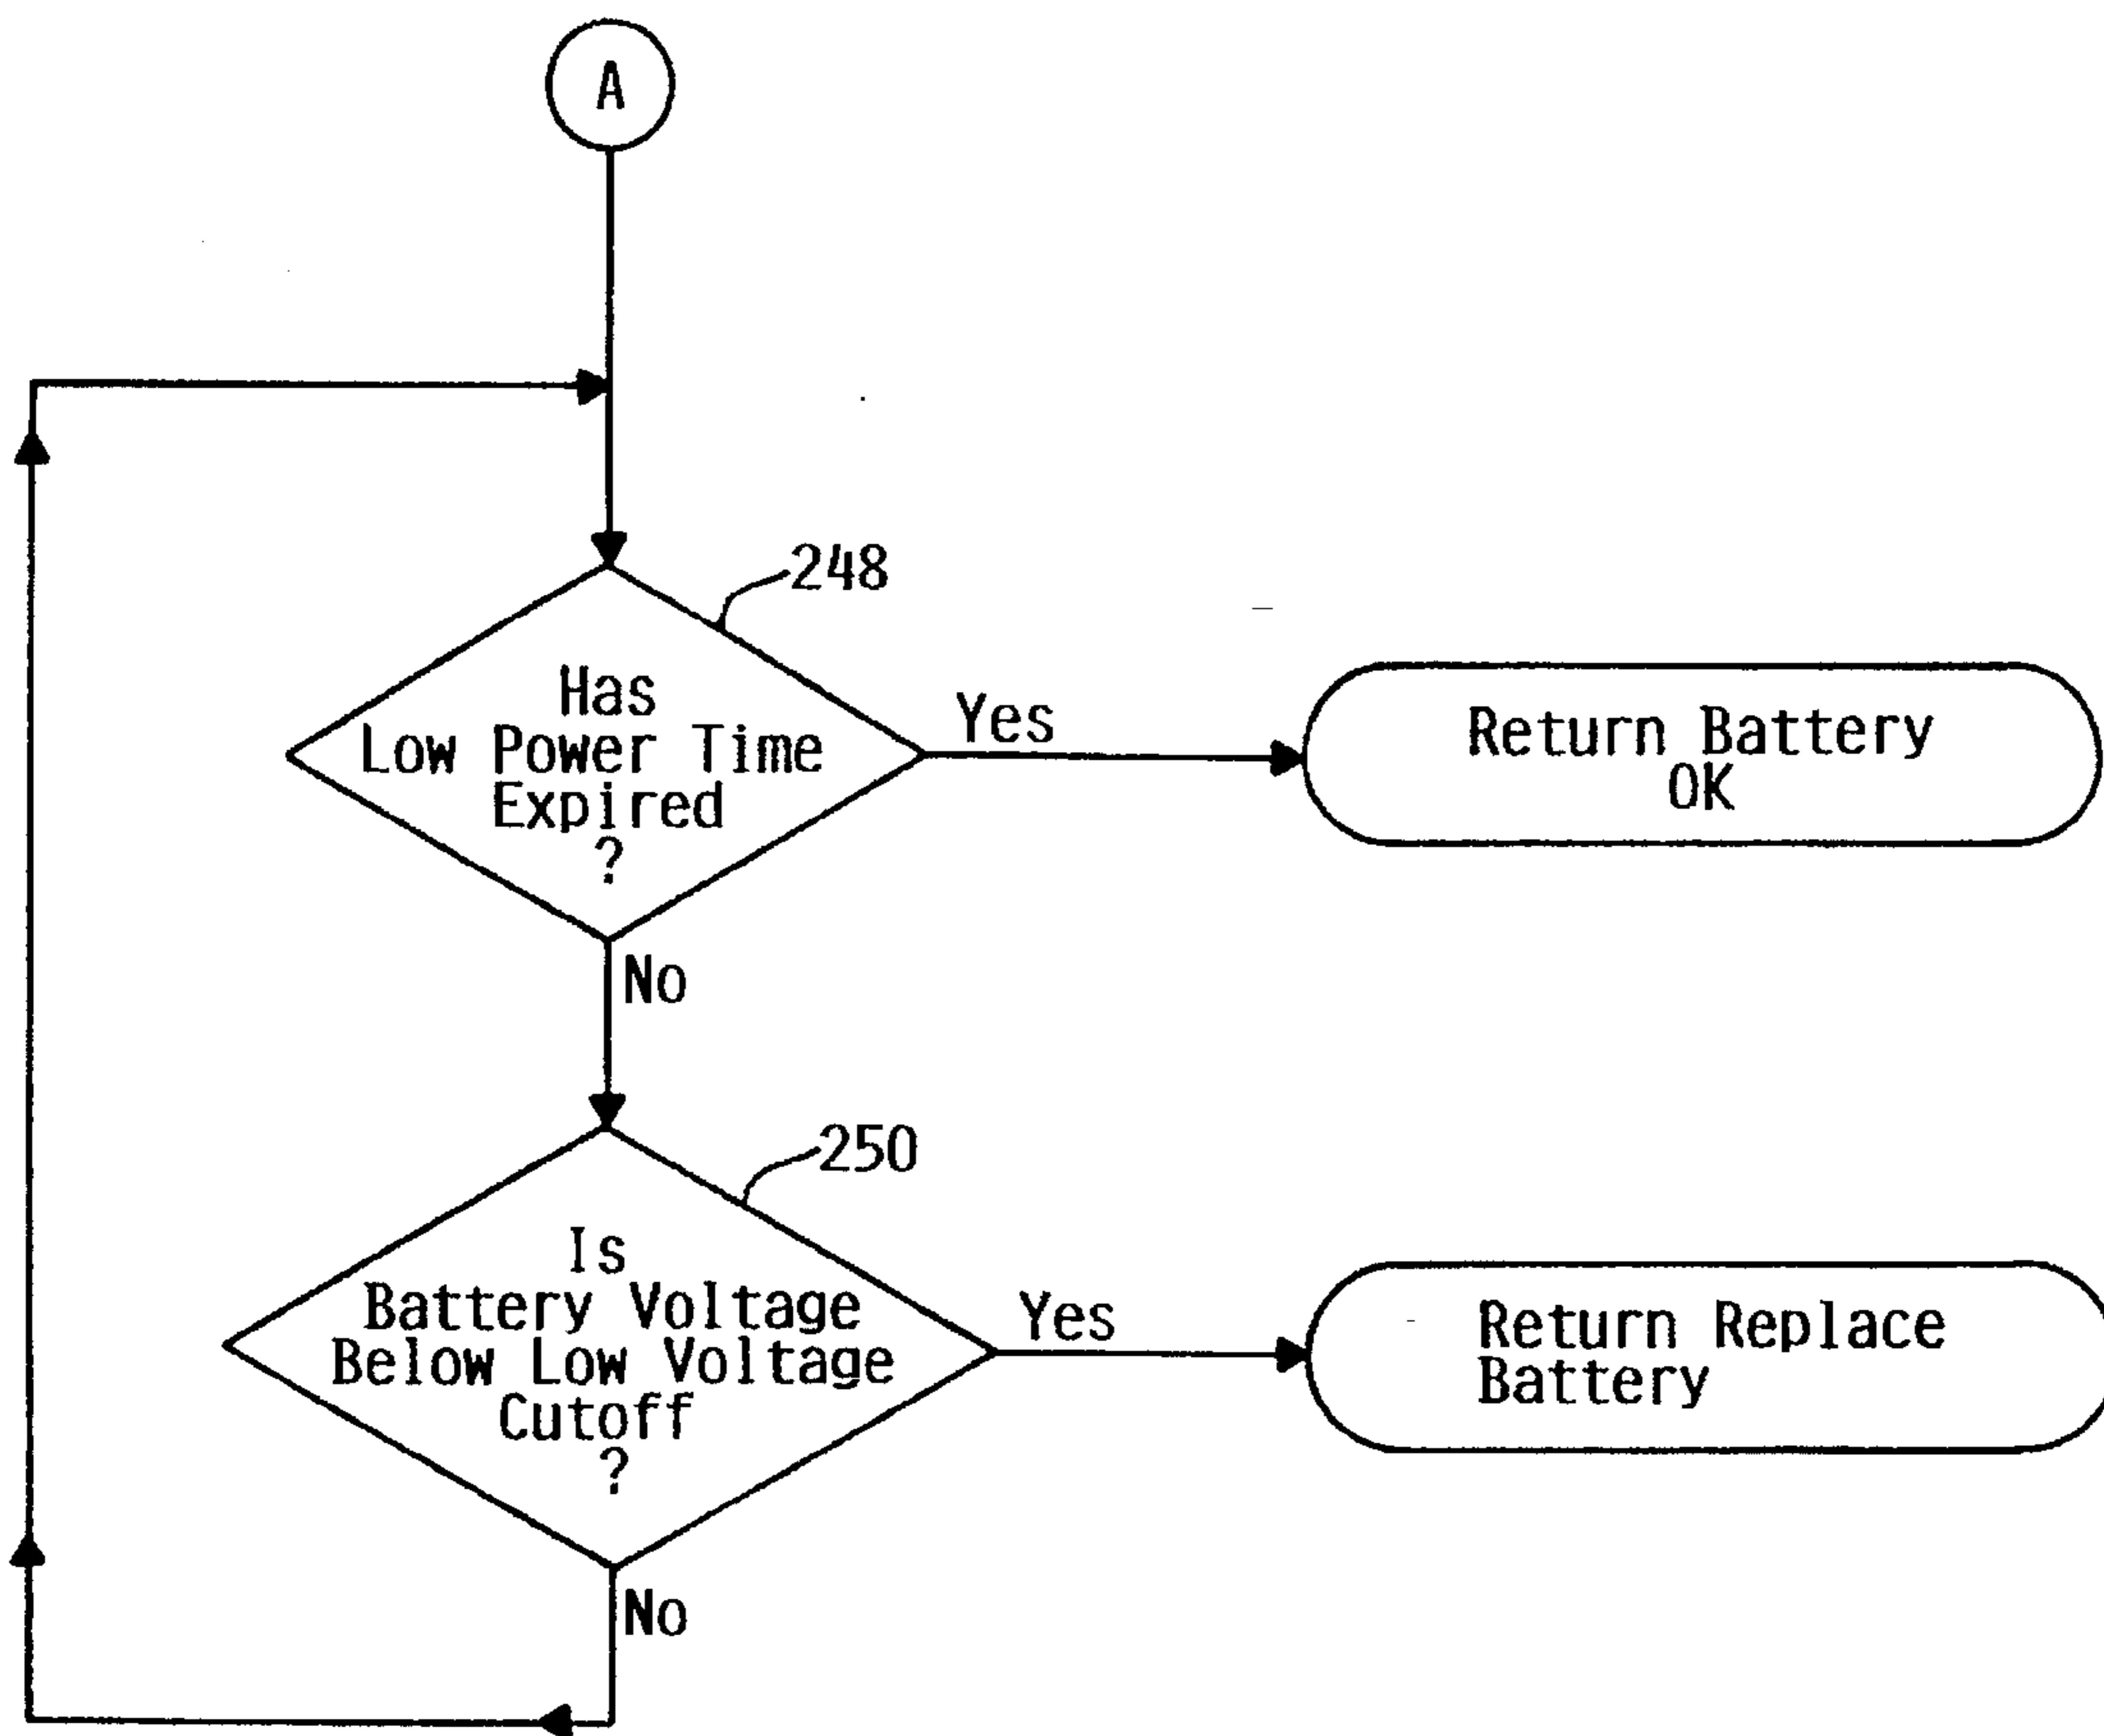 A
248
Has
Low Power Time
Expired
?
Yes
Return Battery
OK
No
250
Is
Battery Voltage
Below Low Voltage
Cutoff
?
Yes
Return Replace
Battery
No